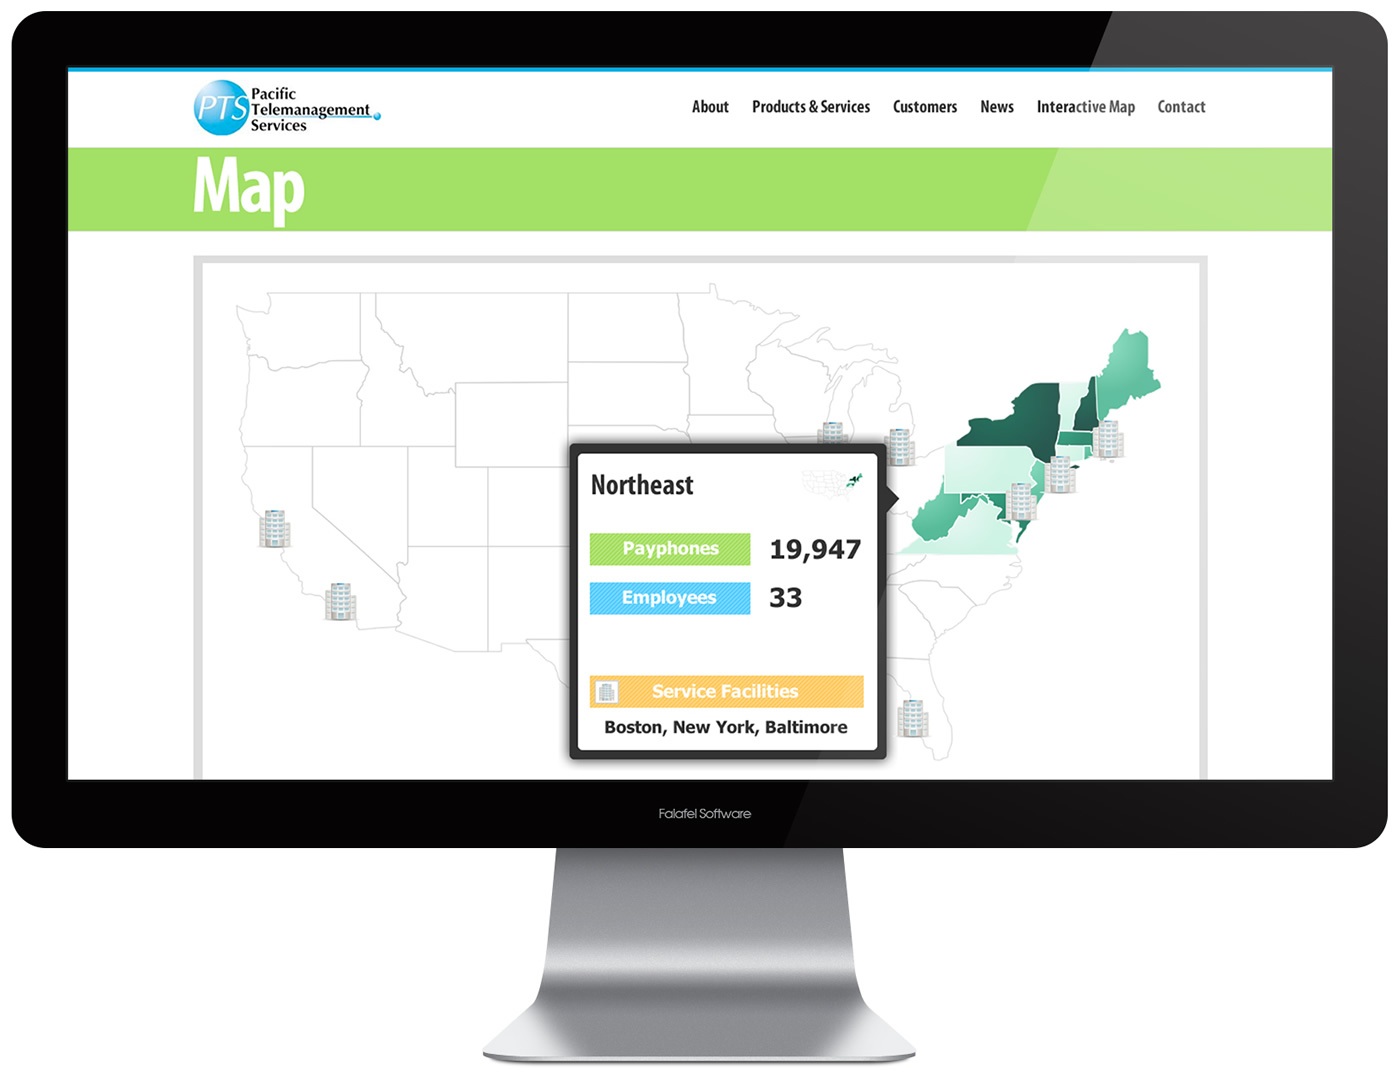 PTS
Pacific
Telemanagement
Services
About Products & Services Customers News Interactive Map Contact
Map
Northeast
Payphones 19,947
Employees 33
Service Facilities
Boston, New York, Baltimore
Falafel Software